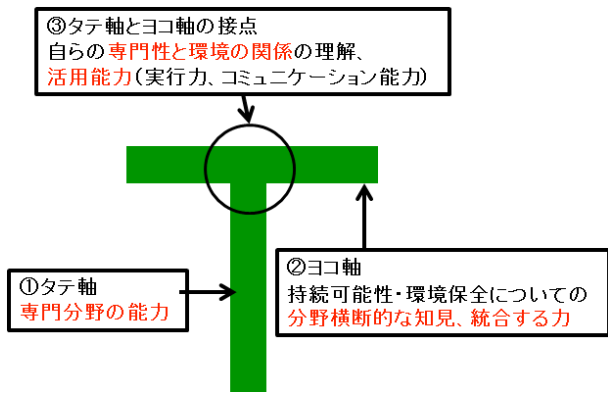 ③タテ軸とヨコ軸の接点
自らの専門性と環境の関係の理解、
活用能力(実行力、コミュニケーション能力)
①タテ軸
専門分野の能力
②ヨコ軸
持続可能性・環境保全についての
分野横断的な知見、統合する力